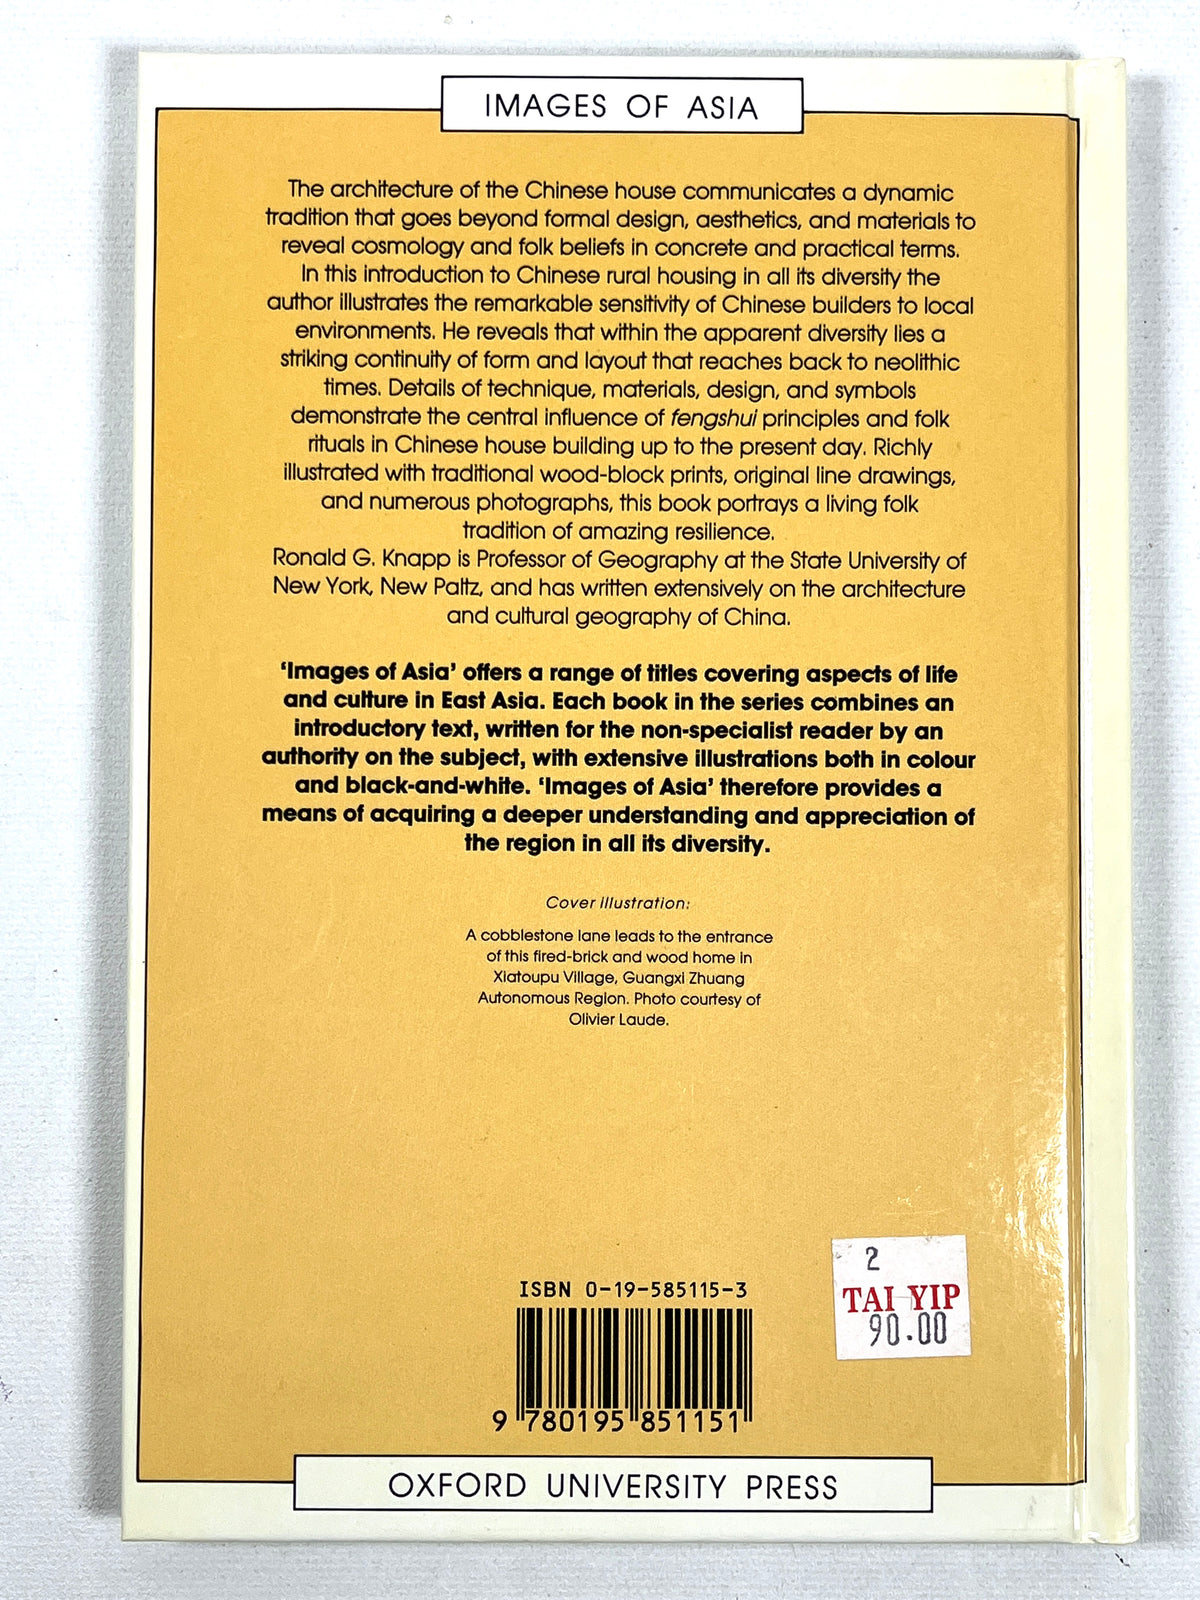 IMAGES OF ASIA
The architecture of the Chinese house communicates a dynamic
tradition that goes beyond formal design, aesthetics, and materials to
reveal cosmology and folk beliefs in concrete and practical terms.
In this introduction to Chinese rural housing in all its diversity the
author illustrates the remarkable sensitivity of Chinese builders to local
environments. He reveals that within the apparent diversity lies a
striking continuity of form and layout that reaches back to neolithic
times. Details of technique, materials, design, and symbols
demonstrate the central influence of fengshui principles and folk
rituals in Chinese house building up to the present day. Richly
illustrated with traditional wood-block prints, original line drawings,
and numerous photographs, this book portrays a living folk
tradition of amazing resilience.
Ronald G. Knapp is Professor of Geography at the State University of
New York, New Paltz, and has written extensively on the architecture
and cultural geography of China.
‘Images of Asia’ offers a range of titles covering aspects of life
and culture in East Asia. Each book in the series combines an
introductory text, written for the non-specialist reader by an
authority on the subject, with extensive illustrations both in colour
and black-and-white. ‘Images of Asia’ therefore provides a
means of acquiring a deeper understanding and appreciation of
the region in all its diversity.
Cover illustration:
A cobblestone lane leads to the entrance
of this fired-brick and wood home in
Xiatoupu Village, Guangxi Zhuang
Autonomous Region. Photo courtesy of
Olivier Laude.
2
TAI YIP
90.00
ISBN 0-19-585115-3
9 780195 851151
OXFORD UNIVERSITY PRESS